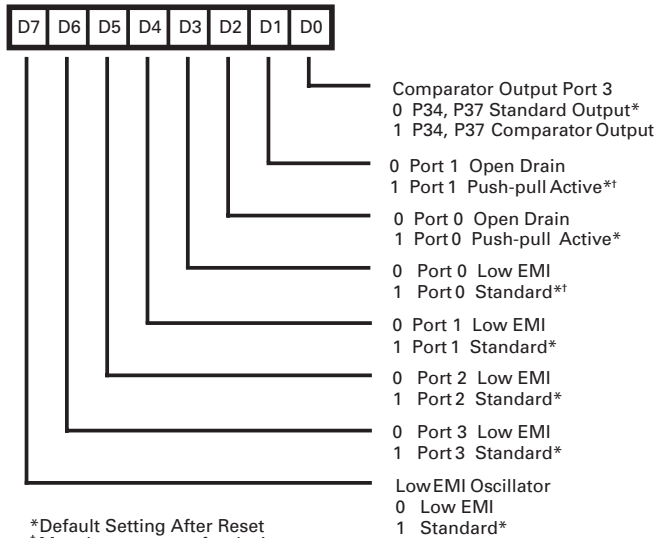 D7 D6 D5 D4 D3 D2 D1 D0
Comparator Output Port 3
0 P34, P37 Standard Output*
1 P34, P37 Comparator Output
0 Port 1 Open Drain
1 Port 1 Push-pull Active*†
0 Port 0 Open Drain
1 Port 0 Push-pull Active*
0 Port 0 Low EMI
1 Port 0 Standard*†
0 Port 1 Low EMI
1 Port 1 Standard*
0 Port 2 Low EMI
1 Port 2 Standard*
0 Port 3 Low EMI
1 Port 3 Standard*
Low EMI Oscillator
0 Low EMI
1 Standard*
*Default Setting After Reset